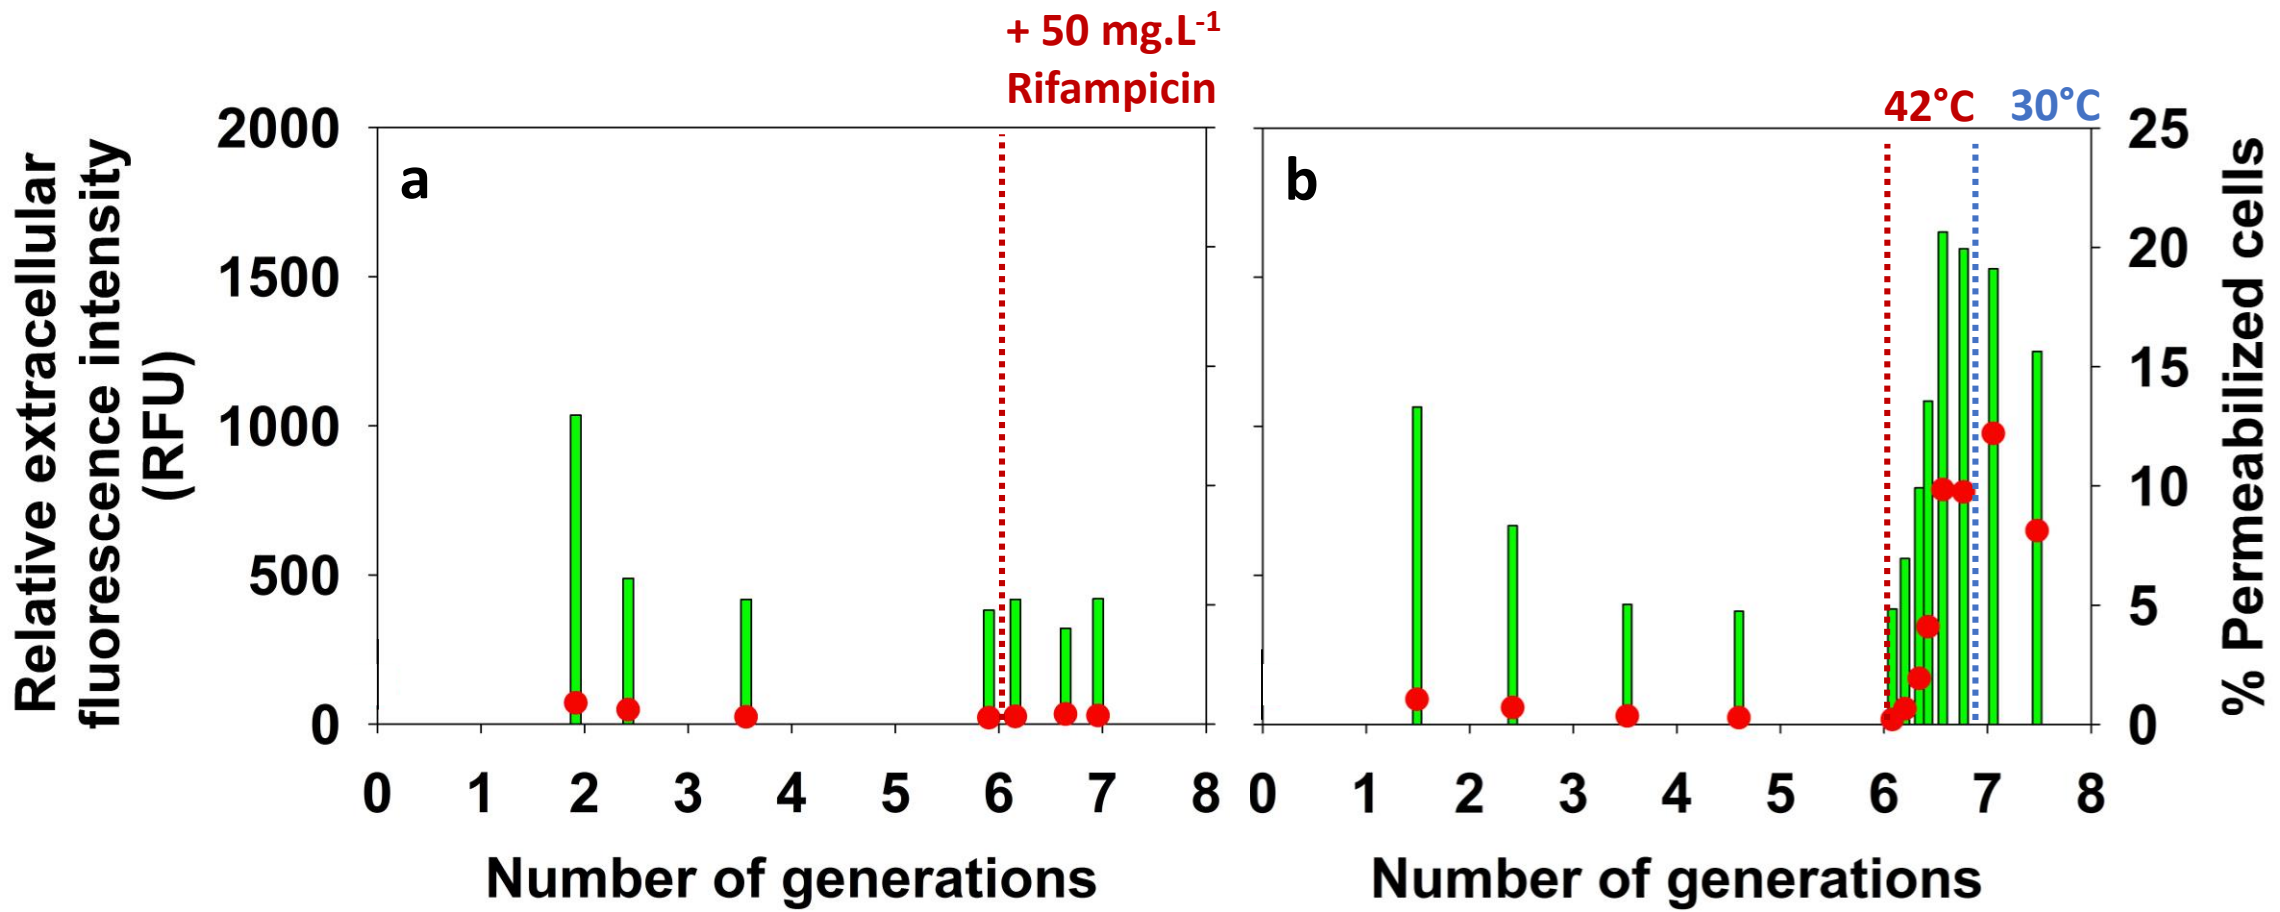 + 50 mg.L-1
Rifampicin
42°C 30°C
Relative extracellular
fluorescence intensity
(RFU)
2000
1500
1000
500
0
a
b
25
20
15
10
5
0
% Permeabilized cells
0 1 2 3 4 5 6 7 8
0 1 2 3 4 5 6 7 8
Number of generations
Number of generations